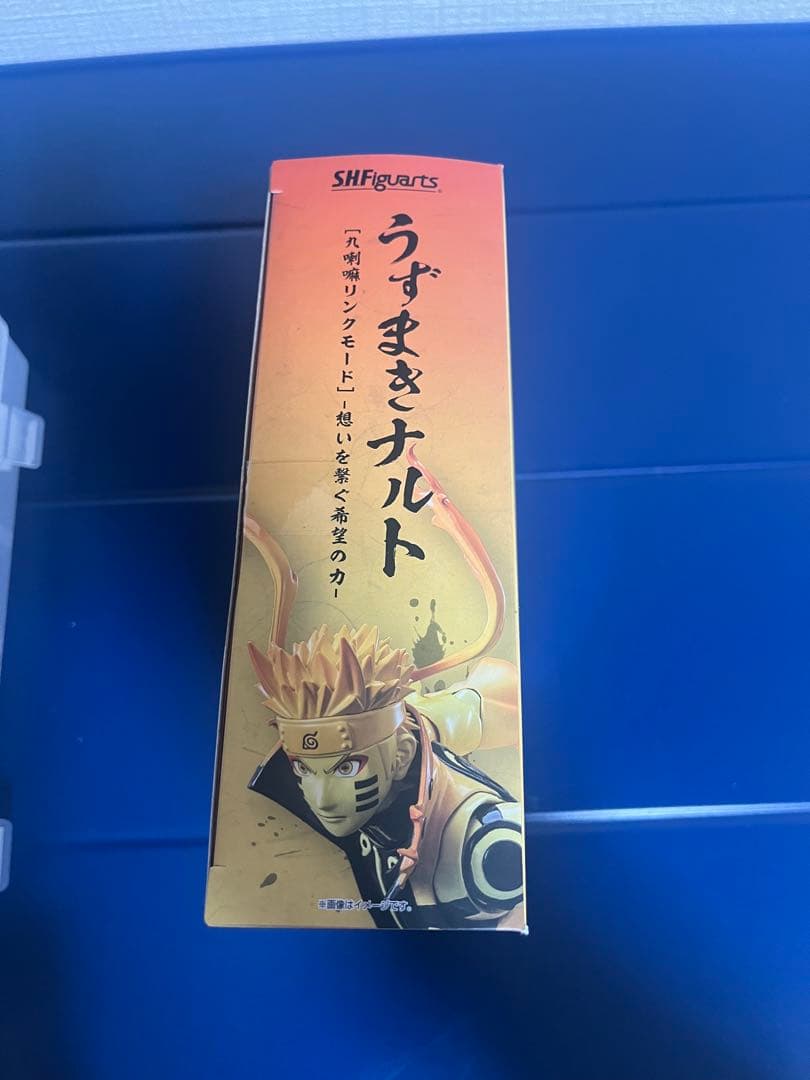 S.H.Figuarts
うずまきナルト
[九喇嘛リンクモード]-想いを繋ぐ希望の力-
※画像はイメージです。